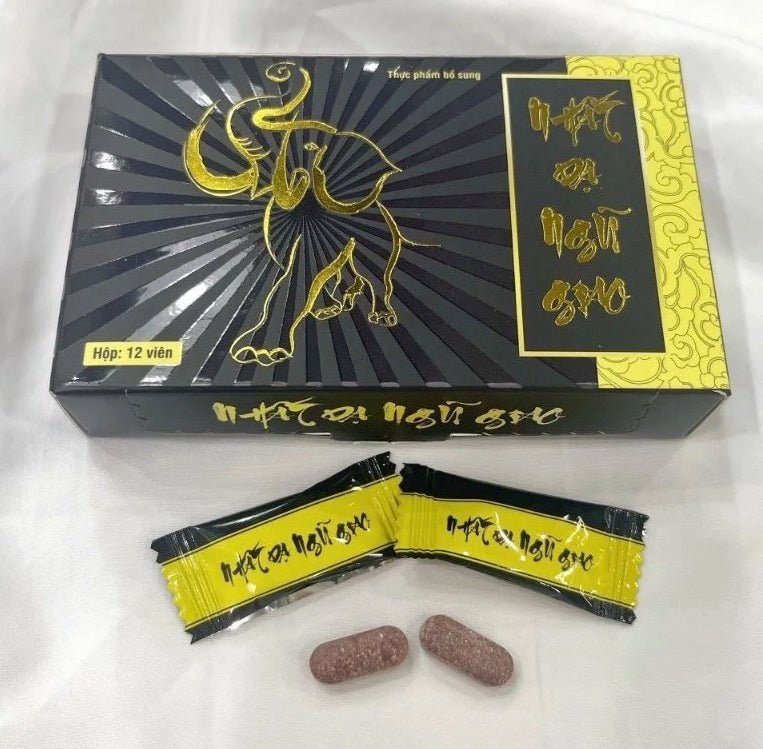 Thực phẩm bổ sung
NHẤT
DẠ
NGŨ
GIAO
Hộp: 12 viên
NHẤT DẠ NGŨ GIAO
NHẤT DẠ NGŨ GIAO
NHẤT DẠ NGŨ GIAO